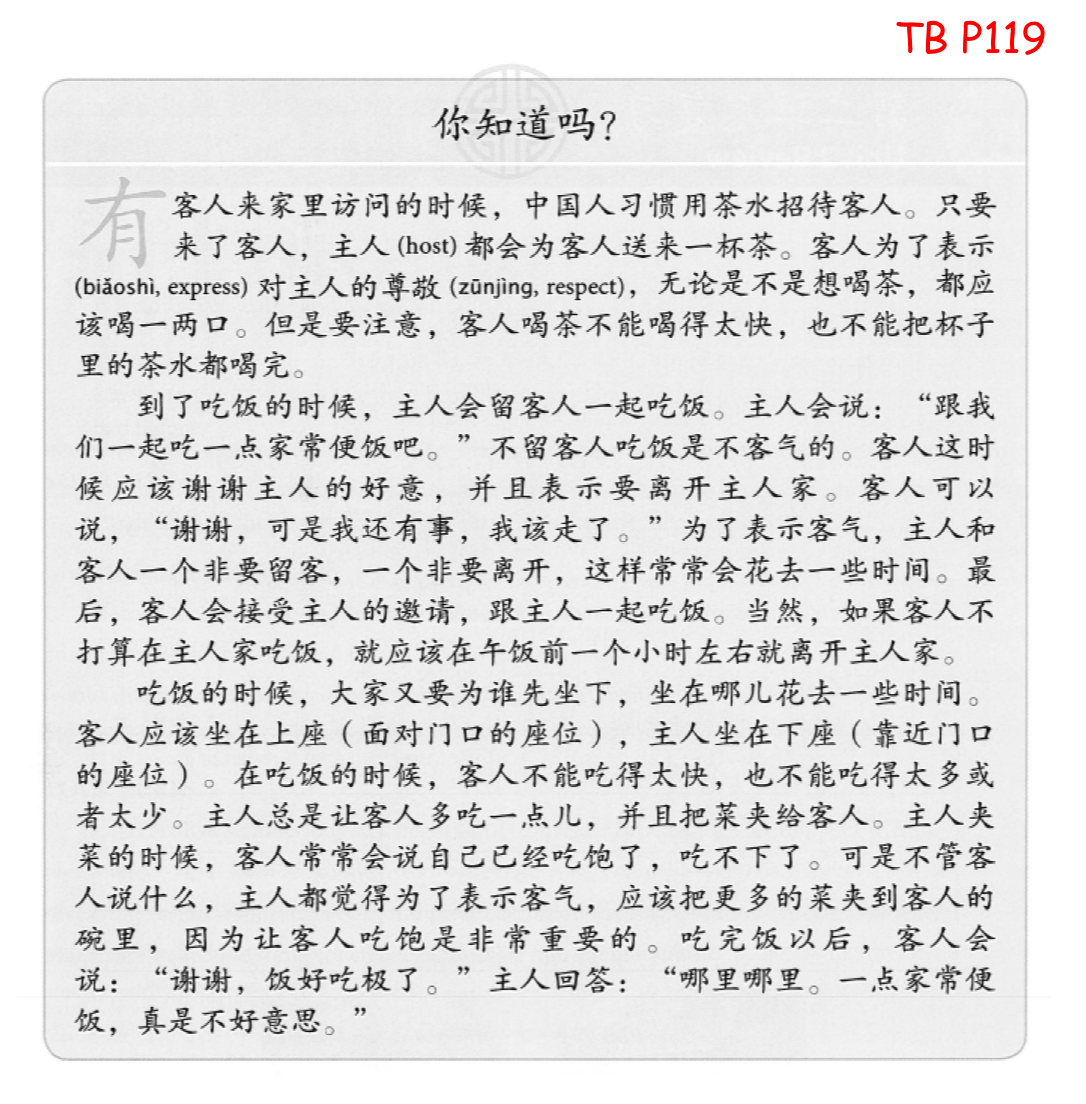 TB P119
你知道吗？
有客人来家里访问的时候，中国人习惯用茶水招待客人。只要
来了客人，主人 (host) 都会为客人送来一杯茶。客人为了表示
(biǎoshì, express) 对主人的尊敬 (zūnjìng, respect)，无论是不是想喝茶，都应
该喝一两口。但是要注意，客人喝茶不能喝得太快，也不能把杯子
里的茶水都喝完。
到了吃饭的时候，主人会留客人一起吃饭。主人会说：“跟我
们一起吃一点家常便饭吧。”不留客人吃饭是不客气的。客人这时
候应该谢谢主人的好意，并且表示要离开主人家。客人可以
说，“谢谢，可是我还有事，我该走了。”为了表示客气，主人和
客人一个非要留客，一个非要离开，这样常常会花去一些时间。最
后，客人会接受主人的邀请，跟主人一起吃饭。当然，如果客人不
打算在主人家吃饭，就应该在午饭前一个小时左右就离开主人家。
吃饭的时候，大家又要为谁先坐下，坐在哪儿花去一些时间。
客人应该坐在上座（面对门口的座位），主人坐在下座（靠近门口
的座位）。在吃饭的时候，客人不能吃得太快，也不能吃得太多或
者太少。主人总是让客人多吃一点儿，并且把菜夹给客人。主人夹
菜的时候，客人常常会说自己已经吃饱了，吃不下了。可是不管客
人说什么，主人都觉得为了表示客气，应该把更多的菜夹到客人的
碗里，因为让客人吃饱是非常重要的。吃完饭以后，客人会
说：“谢谢，饭好吃极了。”主人回答：“哪里哪里。一点家常便
饭，真是不好意思。”